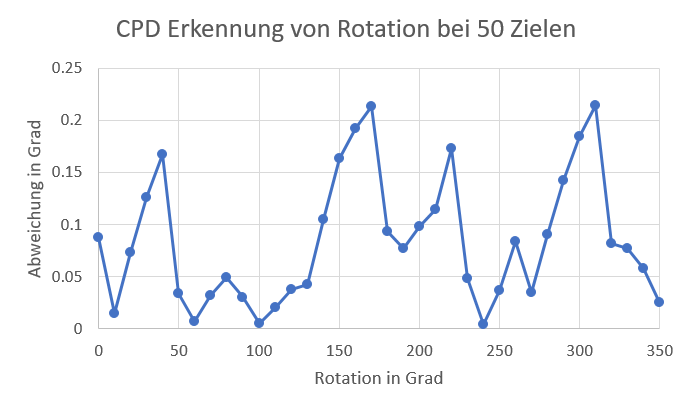 CPD Erkennung von Rotation bei 50 Zielen
0.25
0.2
0.15
0.1
0.05
0
Abweichung in Grad
0 50 100 150 200 250 300 350
Rotation in Grad